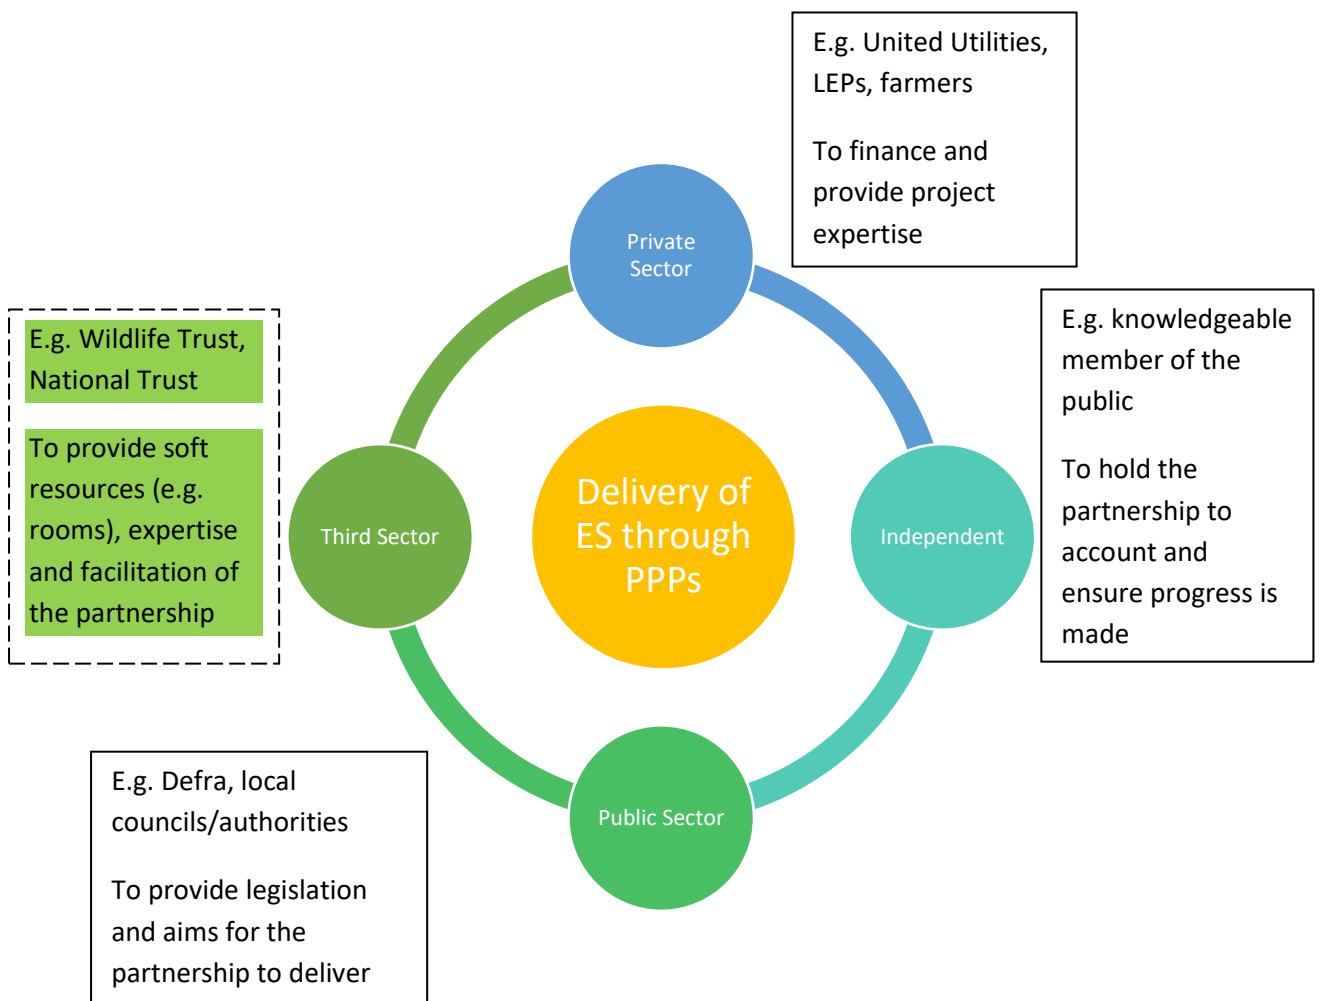 E.g. United Utilities,
LEPs, farmers
To finance and
provide project
expertise
Private
Sector
E.g. Wildlife Trust,
National Trust
To provide soft
resources (e.g.
rooms), expertise
and facilitation of
the partnership
Third Sector
Delivery of
ES through
PPPs
Independent
E.g. knowledgeable
member of the
public
To hold the
partnership to
account and
ensure progress is
made
Public Sector
E.g. Defra, local
councils/authorities
To provide legislation
and aims for the
partnership to deliver